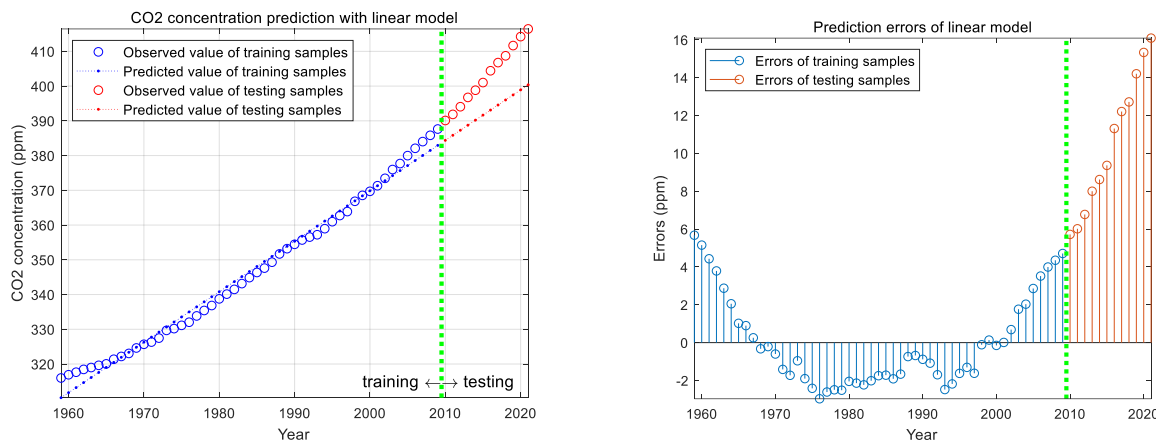 CO2 concentration prediction with linear model
Observed value of training samples
Predicted value of training samples
Observed value of testing samples
Predicted value of testing samples
CO2 concentration (ppm)
410
400
390
380
370
360
350
340
330
320
training ←→ testing
1960 1970 1980 1990 2000 2010 2020
Year
Prediction errors of linear model
Errors of training samples
Errors of testing samples
Errors (ppm)
16
14
12
10
8
6
4
2
0
-2
1960 1970 1980 1990 2000 2010 2020
Year